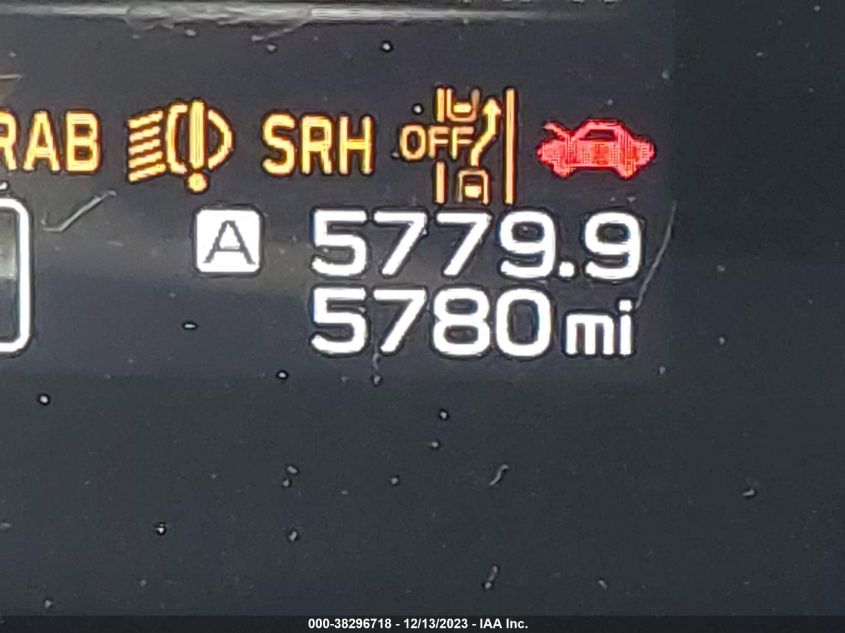 RAB SRH OFF
A 5779.9
5780 mi
000-38296718 - 12/13/2023 - IAA Inc.